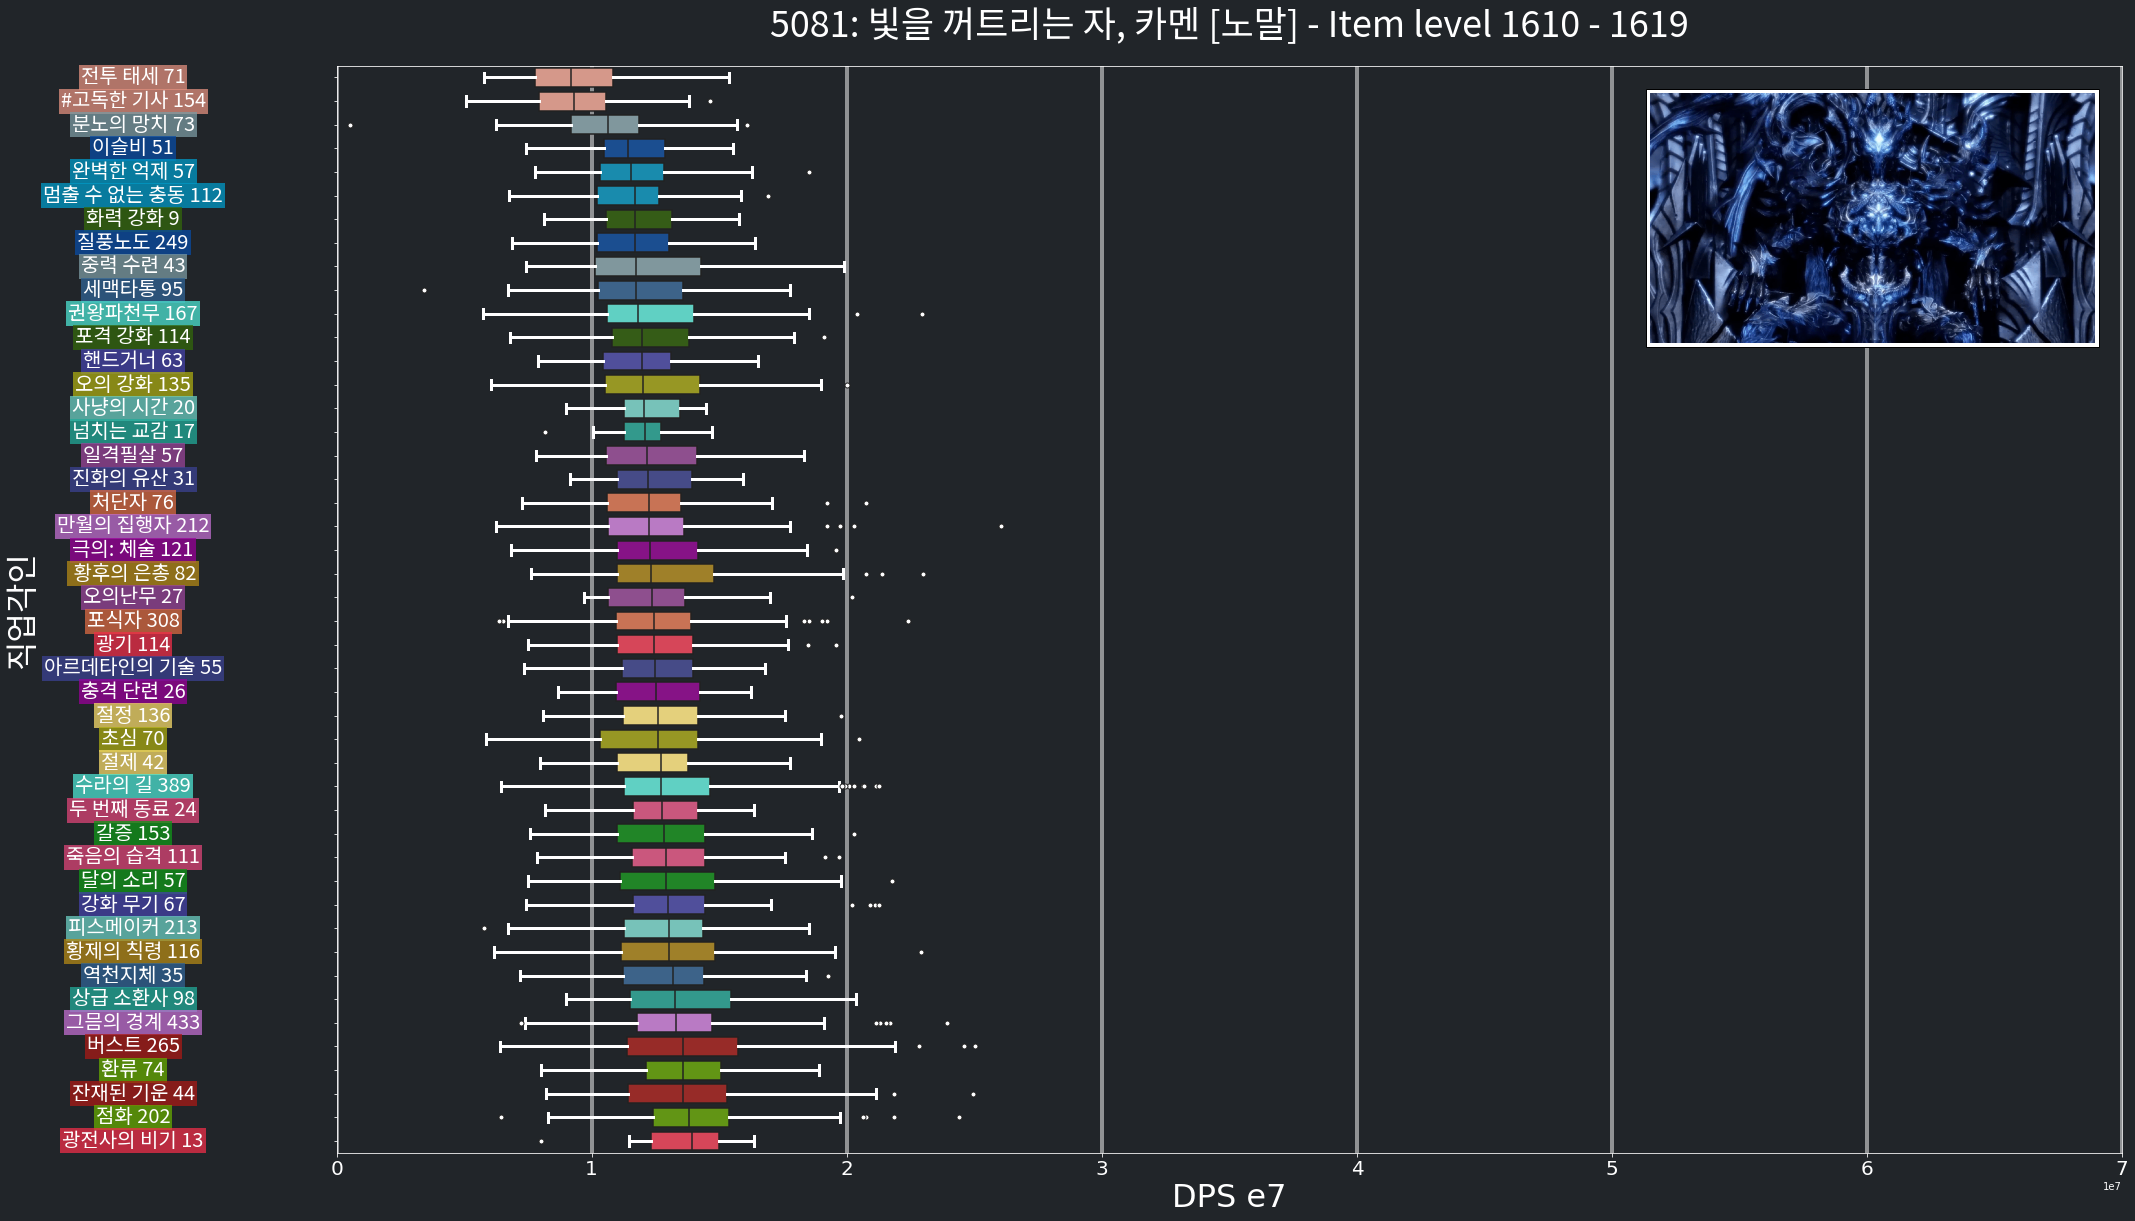 5081: 빛을 꺼트리는 자, 카멘 [노말] - Item level 1610 - 1619
직업각인
전투 태세 71
#고독한 기사 154
분노의 망치 73
이슬비 51
완벽한 억제 57
멈출 수 없는 충동 112
화력 강화 9
질풍노도 249
중력 수련 43
세맥타통 95
권왕파천무 167
포격 강화 114
핸드거너 63
오의 강화 135
사냥의 시간 20
넘치는 교감 17
일격필살 57
진화의 유산 31
처단자 76
만월의 집행자 212
극의: 체술 121
황후의 은총 82
오의난무 27
포식자 308
광기 114
아르데타인의 기술 55
충격 단련 26
절정 136
초심 70
절제 42
수라의 길 389
두 번째 동료 24
갈증 153
죽음의 습격 111
달의 소리 57
강화 무기 67
피스메이커 213
황제의 칙령 116
역천지체 35
상급 소환사 98
그믐의 경계 433
버스트 265
환류 74
잔재된 기운 44
점화 202
광전사의 비기 13
0 1 2 3 4 5 6 7
1e7
DPS e7